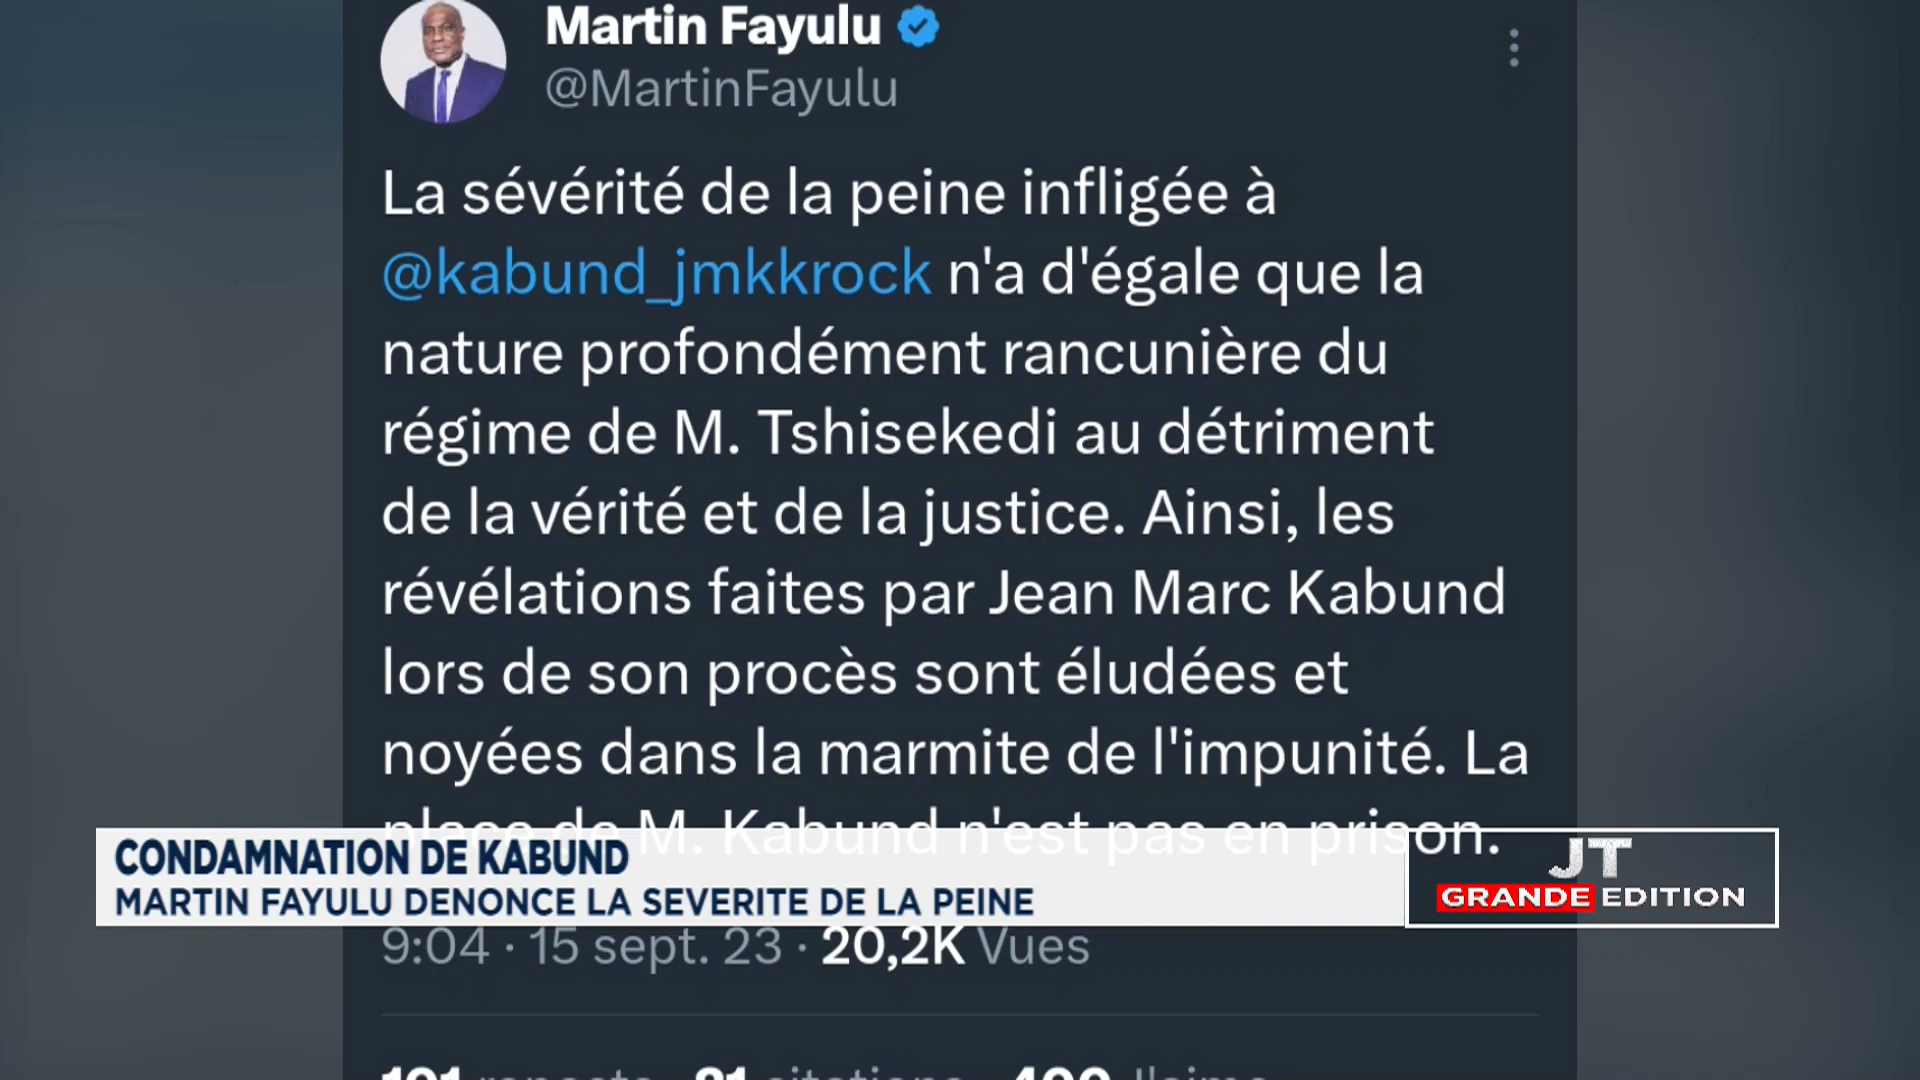 Martin Fayulu
@MartinFayulu
La sévérité de la peine infligée à
@kabund_jmkkrock n'a d'égale que la
nature profondément rancunière du
régime de M. Tshisekedi au détriment
de la vérité et de la justice. Ainsi, les
révélations faites par Jean Marc Kabund
lors de son procès sont éludées et
noyées dans la marmite de l'impunité. La
place de M. Kabund n'est pas en prison.
CONDAMNATION DE KABUND
MARTIN FAYULU DENONCE LA SEVERITE DE LA PEINE
JT
GRANDE EDITION
9:04 · 15 sept. 23 · 20,2K Vues